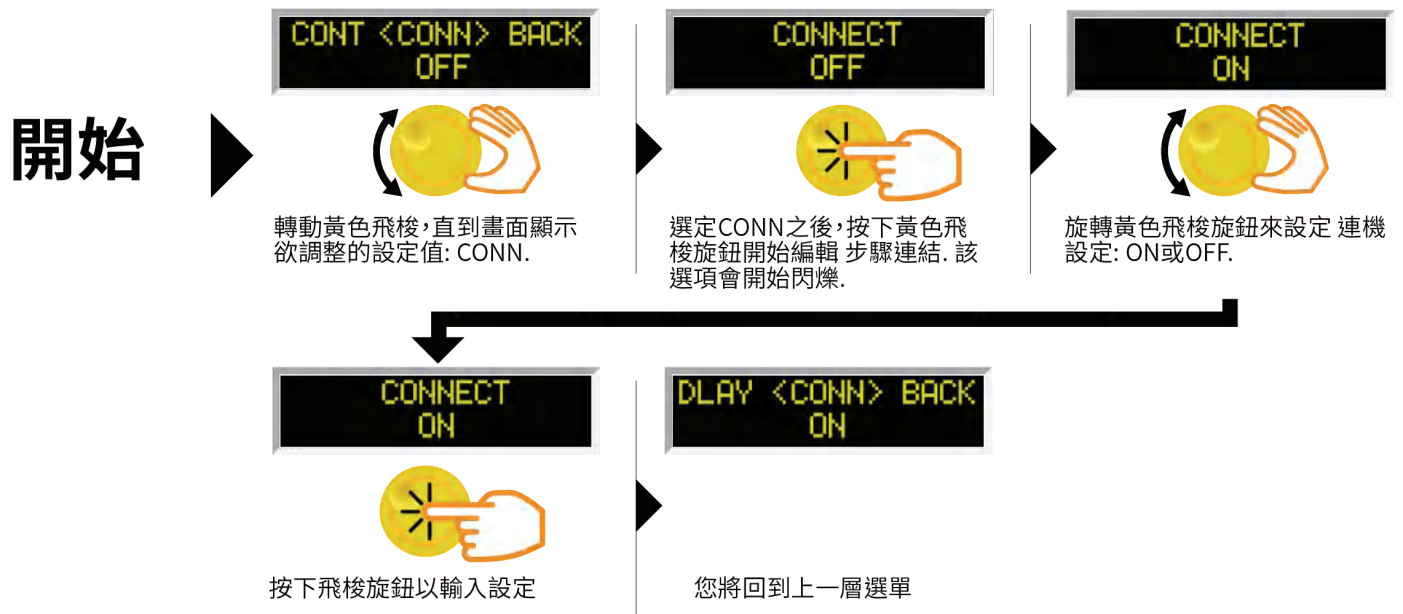 開始
CONT <CONN> BACK
OFF
轉動黃色飛梭,直到畫面顯示
欲調整的設定值: CONN.
CONNECT
OFF
選定CONN之後,按下黃色飛
梭旋鈕開始編輯 步驟連結. 該
選項會開始閃爍.
CONNECT
ON
旋轉黃色飛梭旋鈕來設定 連機
設定: ON或OFF.
CONNECT
ON
按下飛梭旋鈕以輸入設定
DLAY <CONN> BACK
ON
您將回到上一層選單